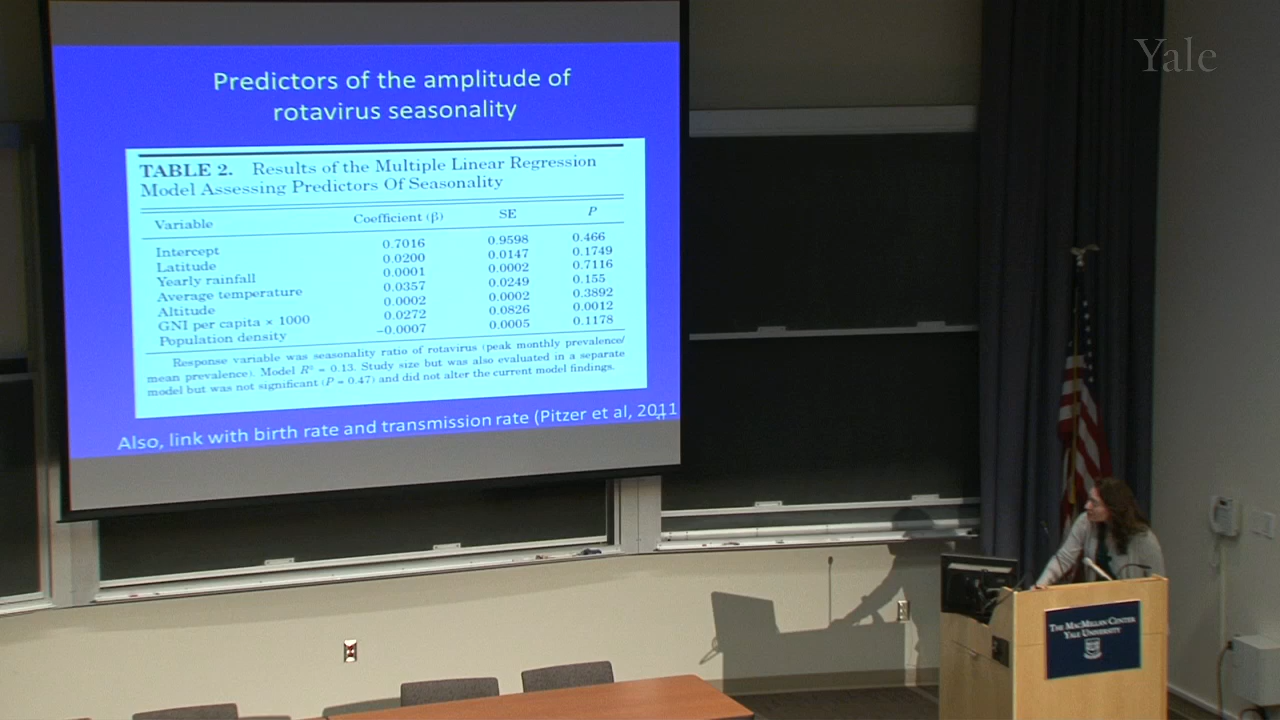 Yale
Predictors of the amplitude of
rotavirus seasonality
TABLE 2. Results of the Multiple Linear Regression
Model Assessing Predictors Of Seasonality
Variable Coefficient (β) SE P
Intercept 0.7016 0.9598 0.466
Latitude 0.0200 0.0147 0.1749
Yearly rainfall 0.0001 0.0002 0.7116
Average temperature 0.0357 0.0249 0.155
Altitude 0.0002 0.0002 0.3892
GNI per capita × 1000 0.0272 0.0826 0.0012
Population density −0.0007 0.0005 0.1178
Response variable was seasonality ratio of rotavirus (peak monthly prevalence/
mean prevalence). Model R² = 0.13. Study size but was also evaluated in a separate
model but was not significant (P = 0.47) and did not alter the current model findings.
Also, link with birth rate and transmission rate (Pitzer et al, 2011
THE MACMILLAN CENTER
YALE UNIVERSITY